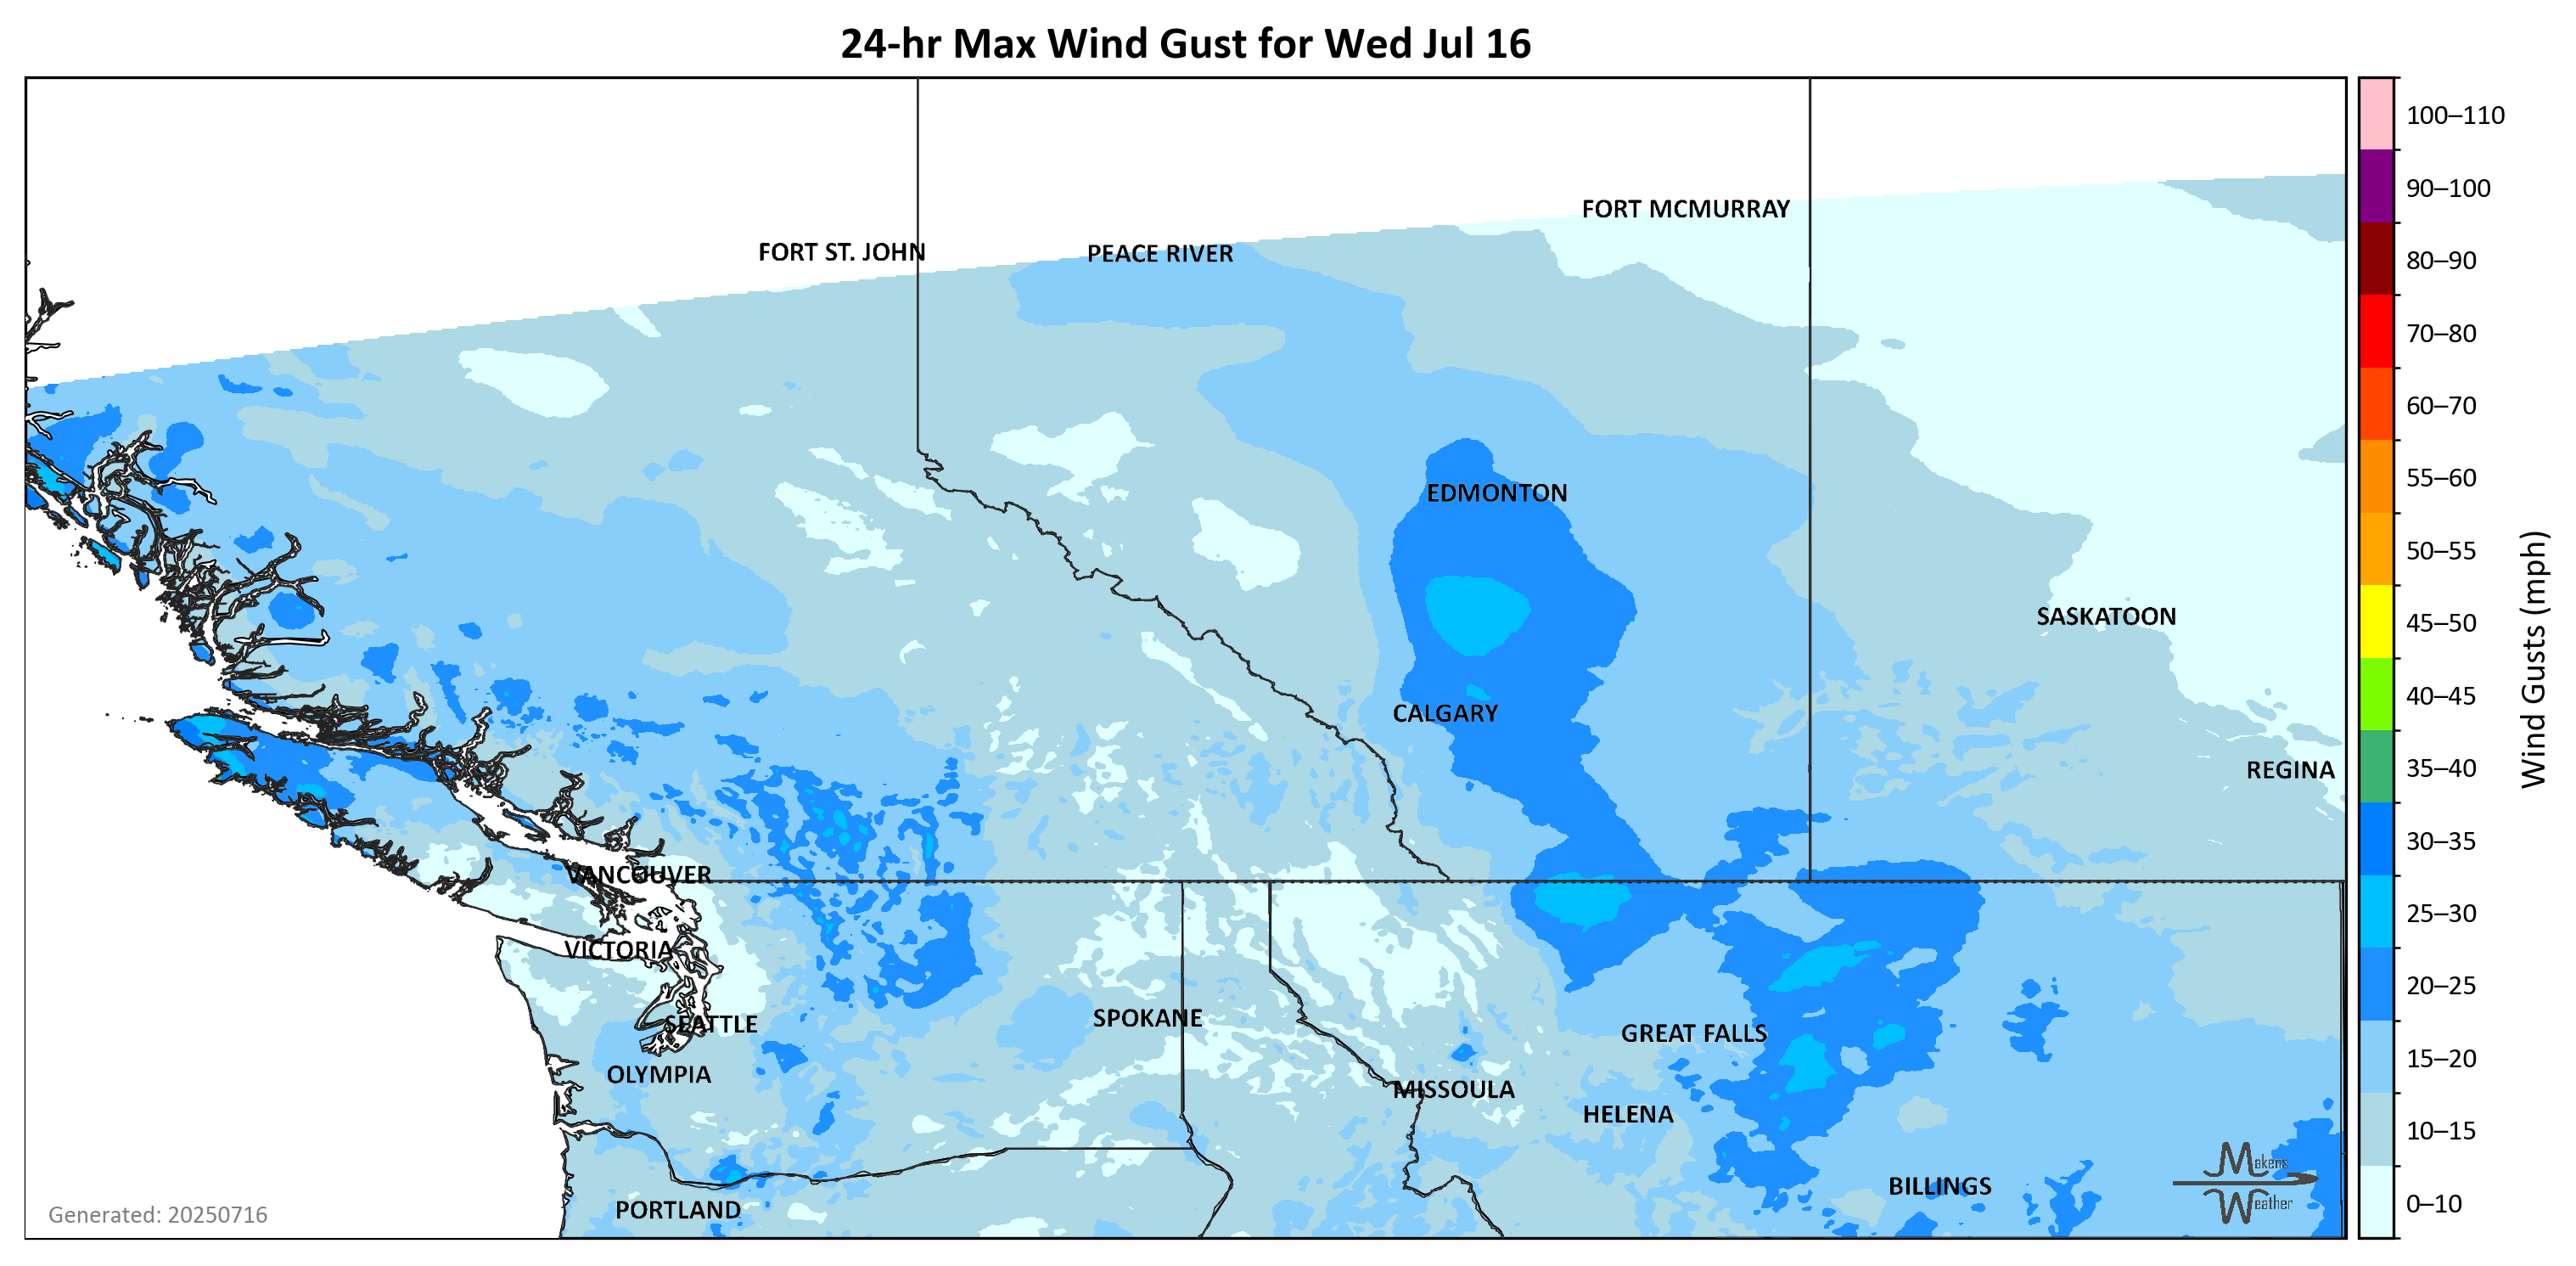 24-hr Max Wind Gust for Wed Jul 16
100–110
90–100
80–90
70–80
60–70
55–60
50–55
45–50
40–45
35–40
30–35
25–30
20–25
15–20
10–15
0–10
Wind Gusts (mph)
FORT MCMURRAY
FORT ST. JOHN
PEACE RIVER
EDMONTON
SASKATOON
CALGARY
REGINA
VANCOUVER
VICTORIA
SEATTLE
SPOKANE
GREAT FALLS
OLYMPIA
MISSOULA
HELENA
BILLINGS
PORTLAND
Makers
Weather
Generated: 20250716